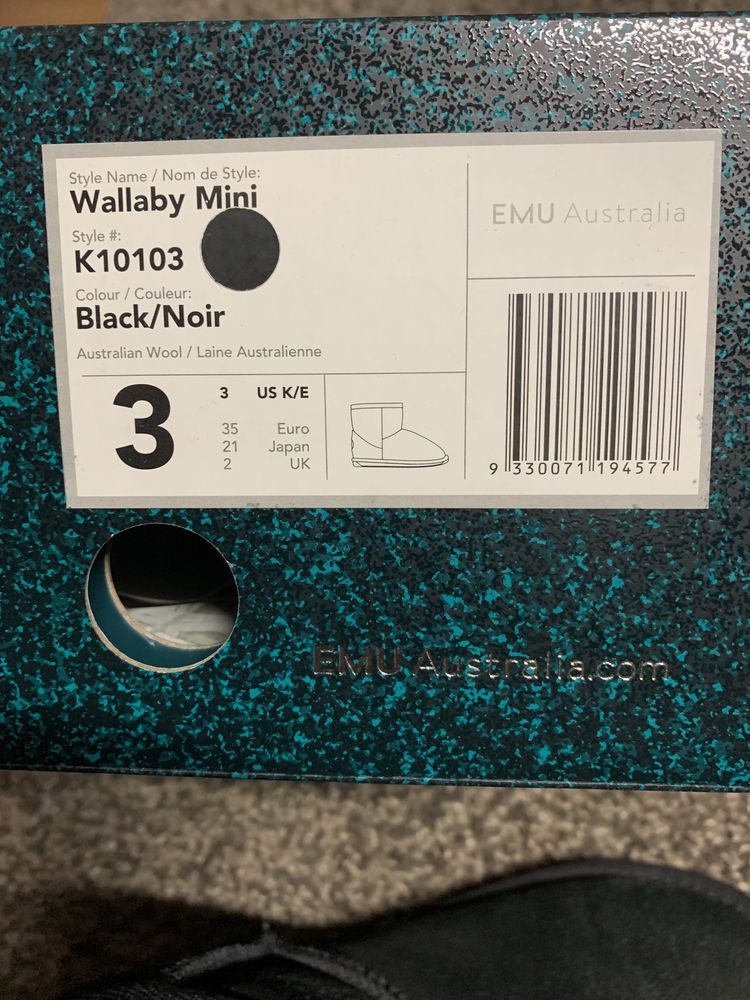 Style Name / Nom de Style:
Wallaby Mini
Style #:
K10103
Colour / Couleur:
Black/Noir
Australian Wool / Laine Australienne
3
3 US K/E
35 Euro
21 Japan
2 UK
EMU Australia
9 330071 194577
EMU Australia.com